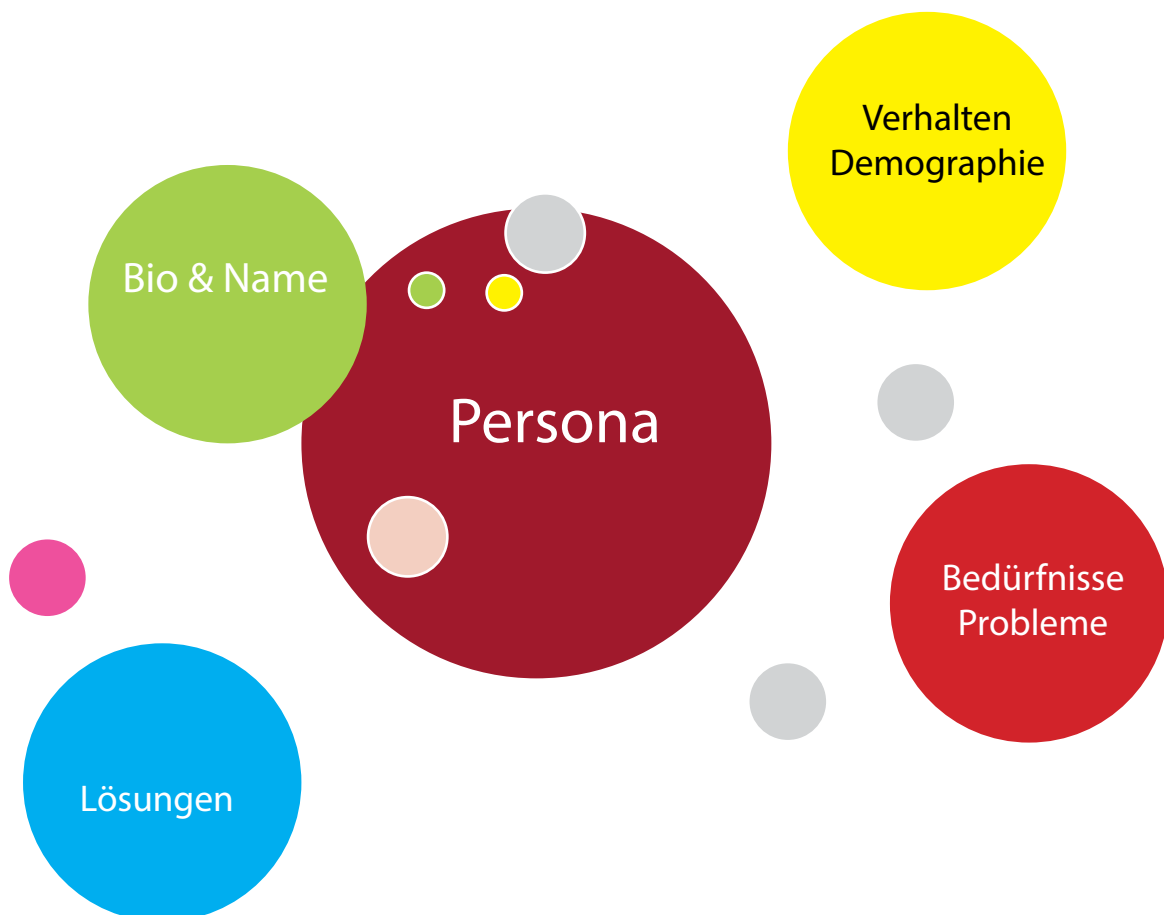 Verhalten
Demographie
Bio & Name
Persona
Bedürfnisse
Probleme
Lösungen